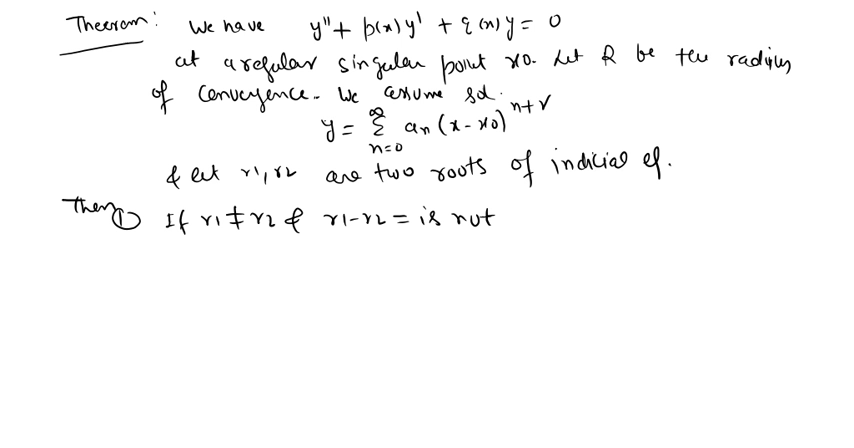 Theorem: We have y'' + p(x)y' + q(x)y = 0
at a regular singular point x0. Let R be the radius
of convergence. We assume sol.
y = ∞ Σ n=0 an (x-x0)^n+r
& let r1, r2 are two roots of indicial eq.
Then ① If r1 ≠ r2 & r1-r2 = is not